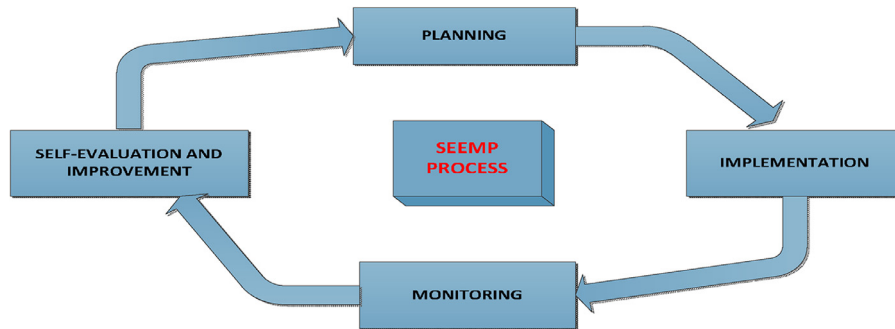 PLANNING
SELF-EVALUATION AND
IMPROVEMENT
SEEMP
PROCESS
IMPLEMENTATION
MONITORING